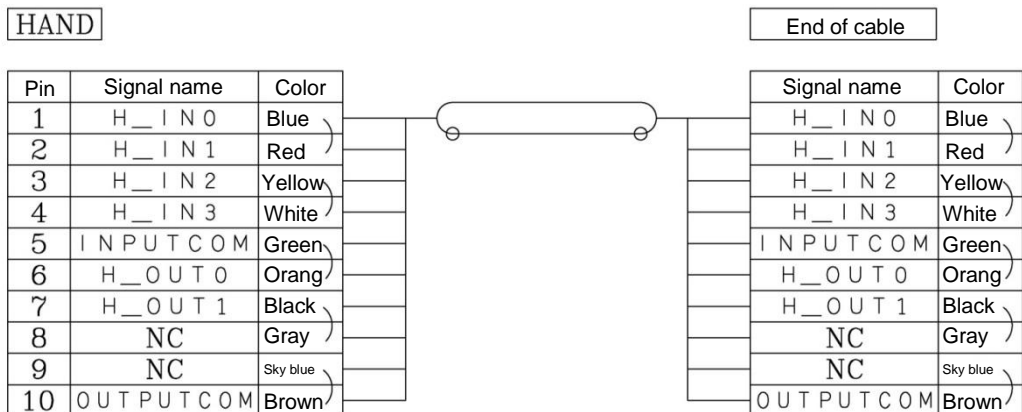 HAND End of cable
Pin Signal name Color Signal name Color
1 H_IN0 Blue H_IN0 Blue
2 H_IN1 Red H_IN1 Red
3 H_IN2 Yellow H_IN2 Yellow
4 H_IN3 White H_IN3 White
5 INPUTCOM Green INPUTCOM Green
6 H_OUT0 Orang H_OUT0 Orang
7 H_OUT1 Black H_OUT1 Black
8 NC Gray NC Gray
9 NC Sky blue NC Sky blue
10 OUTPUTCOM Brown OUTPUTCOM Brown